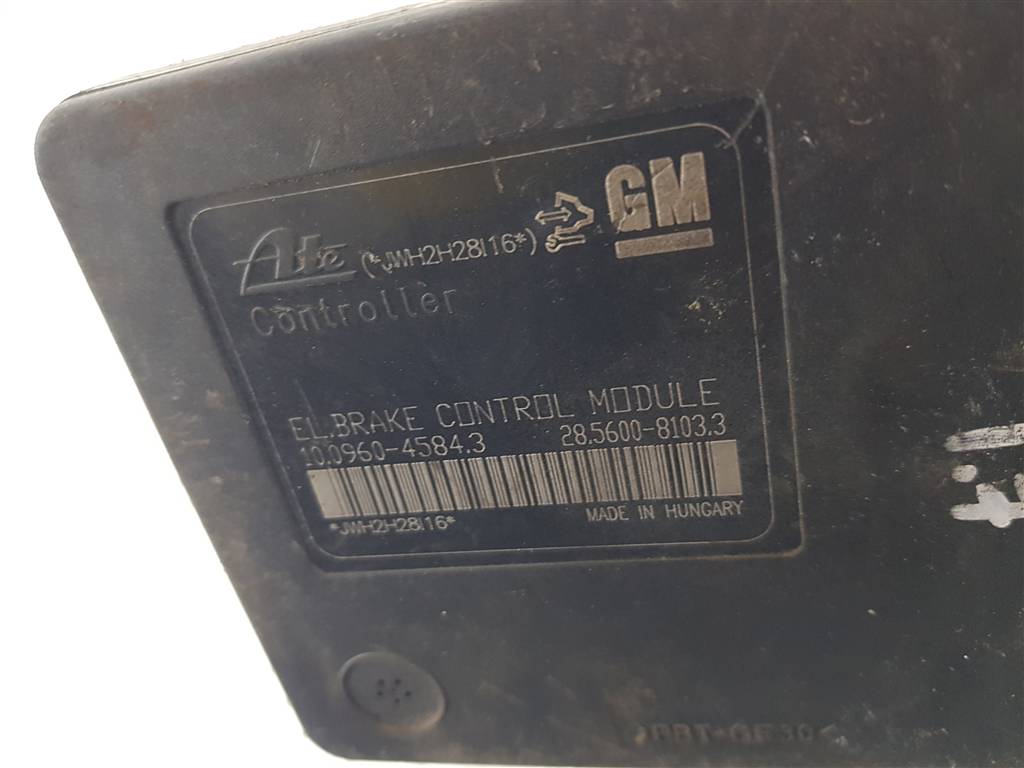 Ate (*JWH2H28I16*) GM
Controller
EL.BRAKE CONTROL MODULE
10.0960-4584.3 28.5600-8103.3
*JWH2H28I16* MADE IN HUNGARY